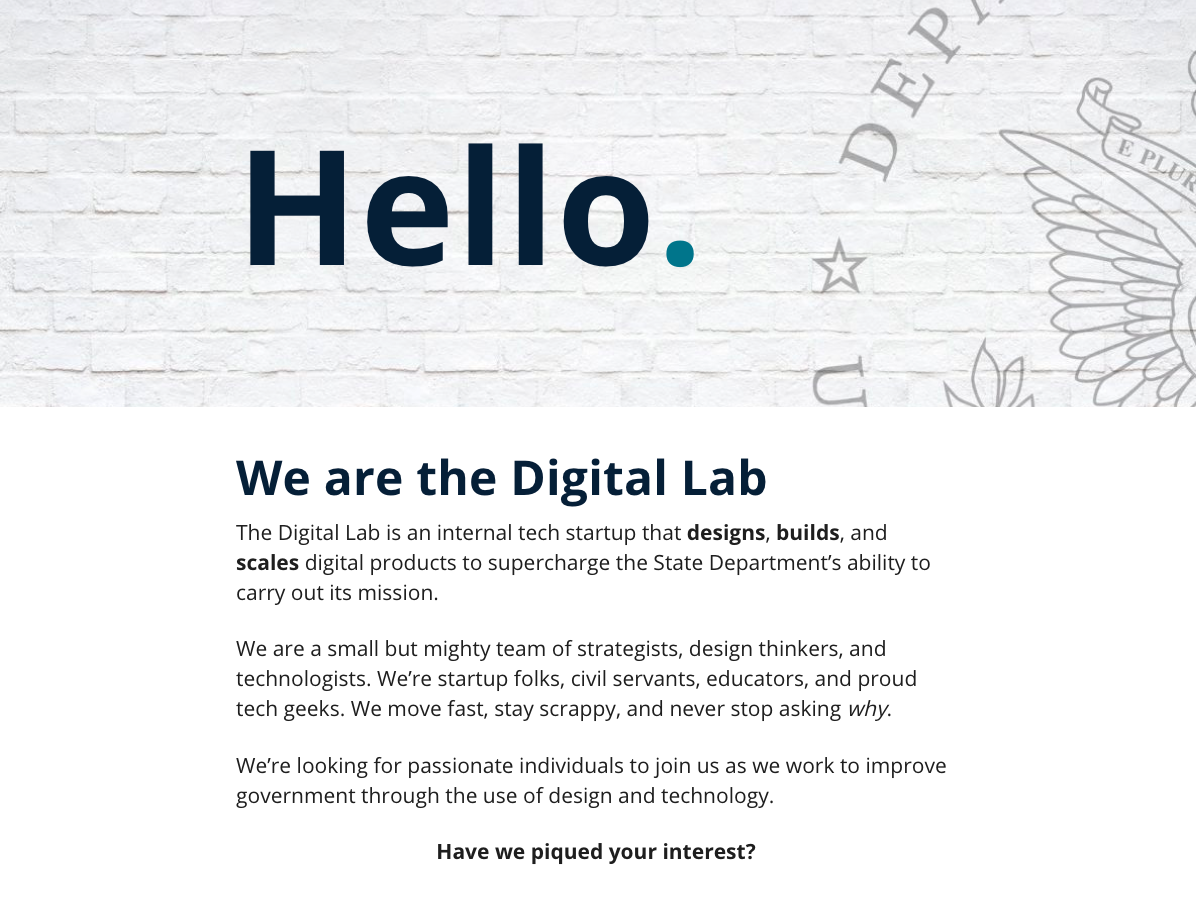 Hello.
E PLUR
We are the Digital Lab
The Digital Lab is an internal tech startup that designs, builds, and
scales digital products to supercharge the State Department’s ability to
carry out its mission.
We are a small but mighty team of strategists, design thinkers, and
technologists. We’re startup folks, civil servants, educators, and proud
tech geeks. We move fast, stay scrappy, and never stop asking why.
We’re looking for passionate individuals to join us as we work to improve
government through the use of design and technology.
Have we piqued your interest?